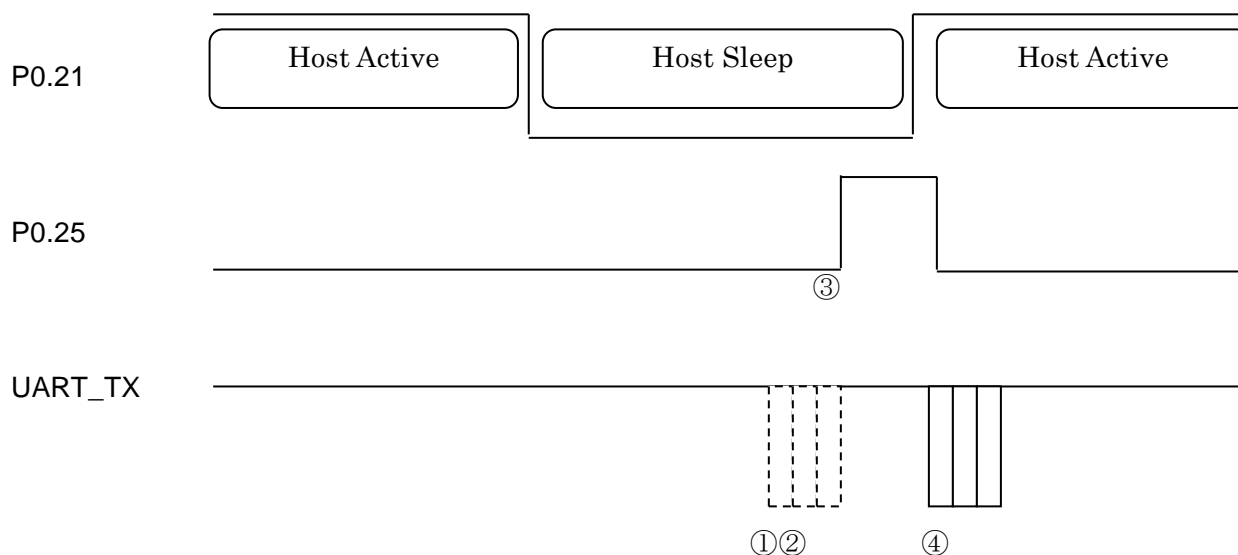 Host Active Host Sleep Host Active
P0.21
P0.25
③
UART_TX
①② ④